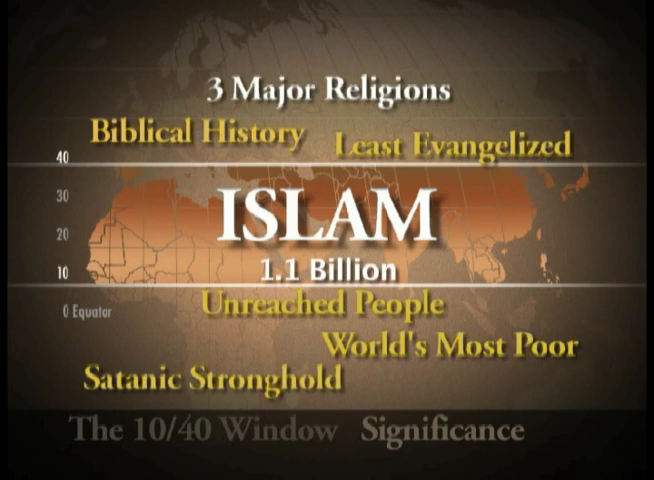 3 Major Religions
Biblical History
Least Evangelized
40
30
ISLAM
20
10
1.1 Billion
0 Equator
Unreached People
World's Most Poor
Satanic Stronghold
The 10/40 Window Significance